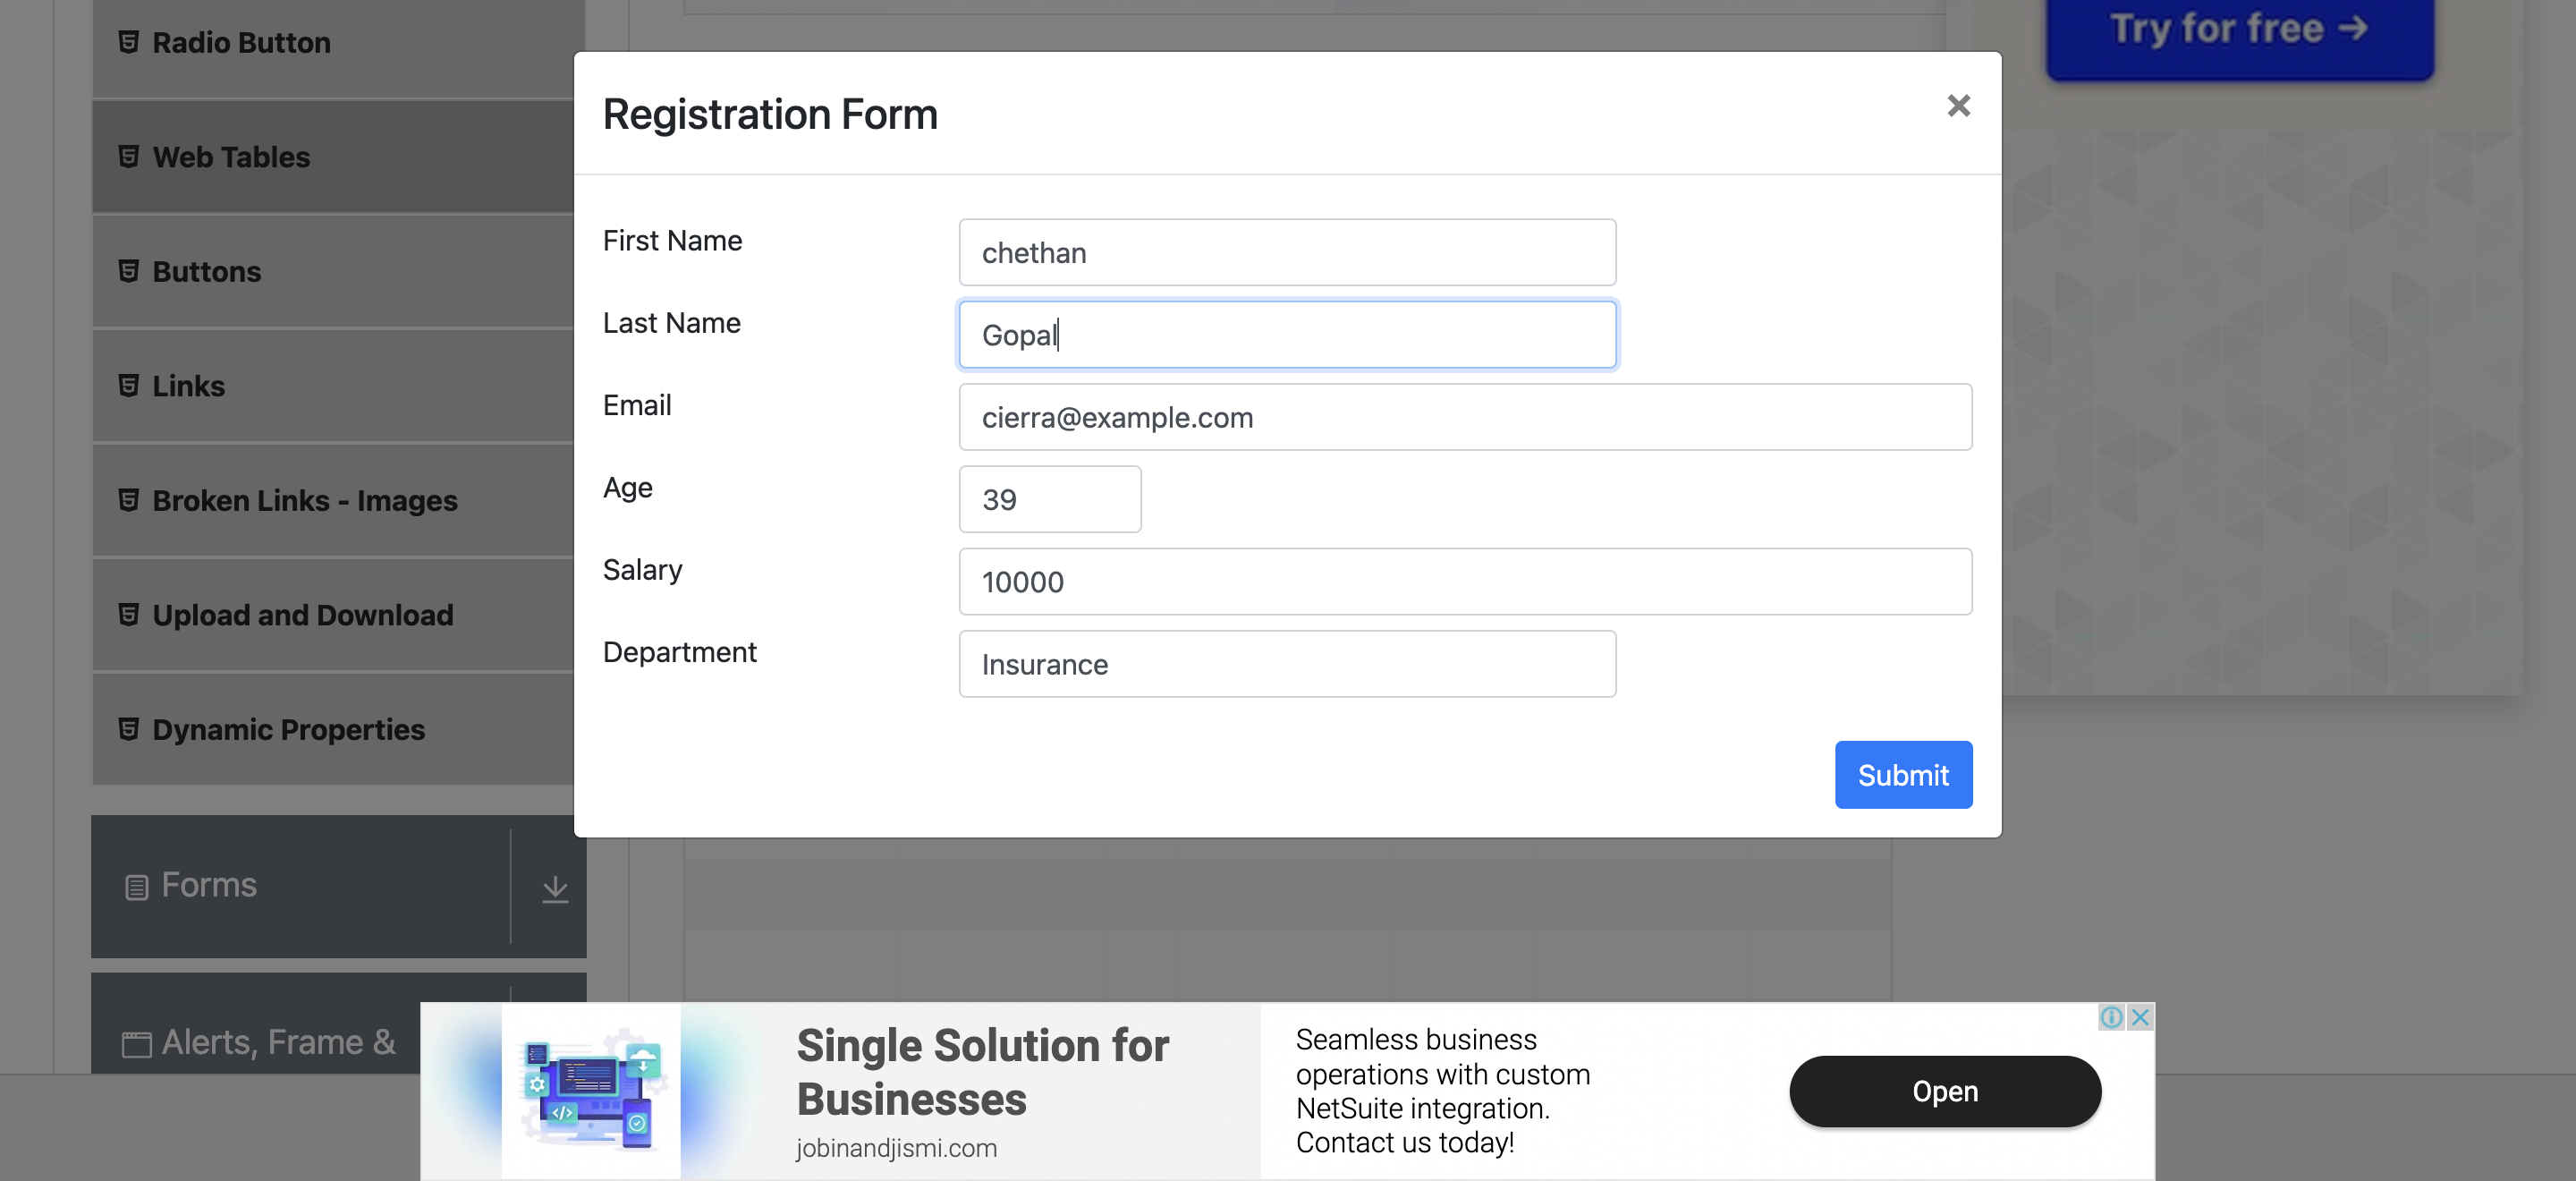 Radio Button
Web Tables
Buttons
Links
Broken Links - Images
Upload and Download
Dynamic Properties
Forms
Alerts, Frame &
Try for free →
Registration Form
×
First Name
chethan
Last Name
Gopal
Email
cierra@example.com
Age
39
Salary
10000
Department
Insurance
Submit
Single Solution for
Businesses
jobinandjismi.com
Seamless business
operations with custom
NetSuite integration.
Contact us today!
Open